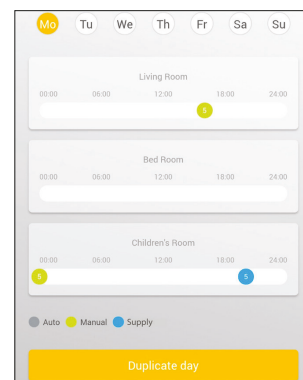 Mo Tu We Th Fr Sa Su
Living Room
00:00 06:00 12:00 18:00 24:00
5
Bed Room
00:00 06:00 12:00 18:00 24:00
Children's Room
00:00 06:00 12:00 18:00 24:00
5 5
Auto Manual Supply
Duplicate day